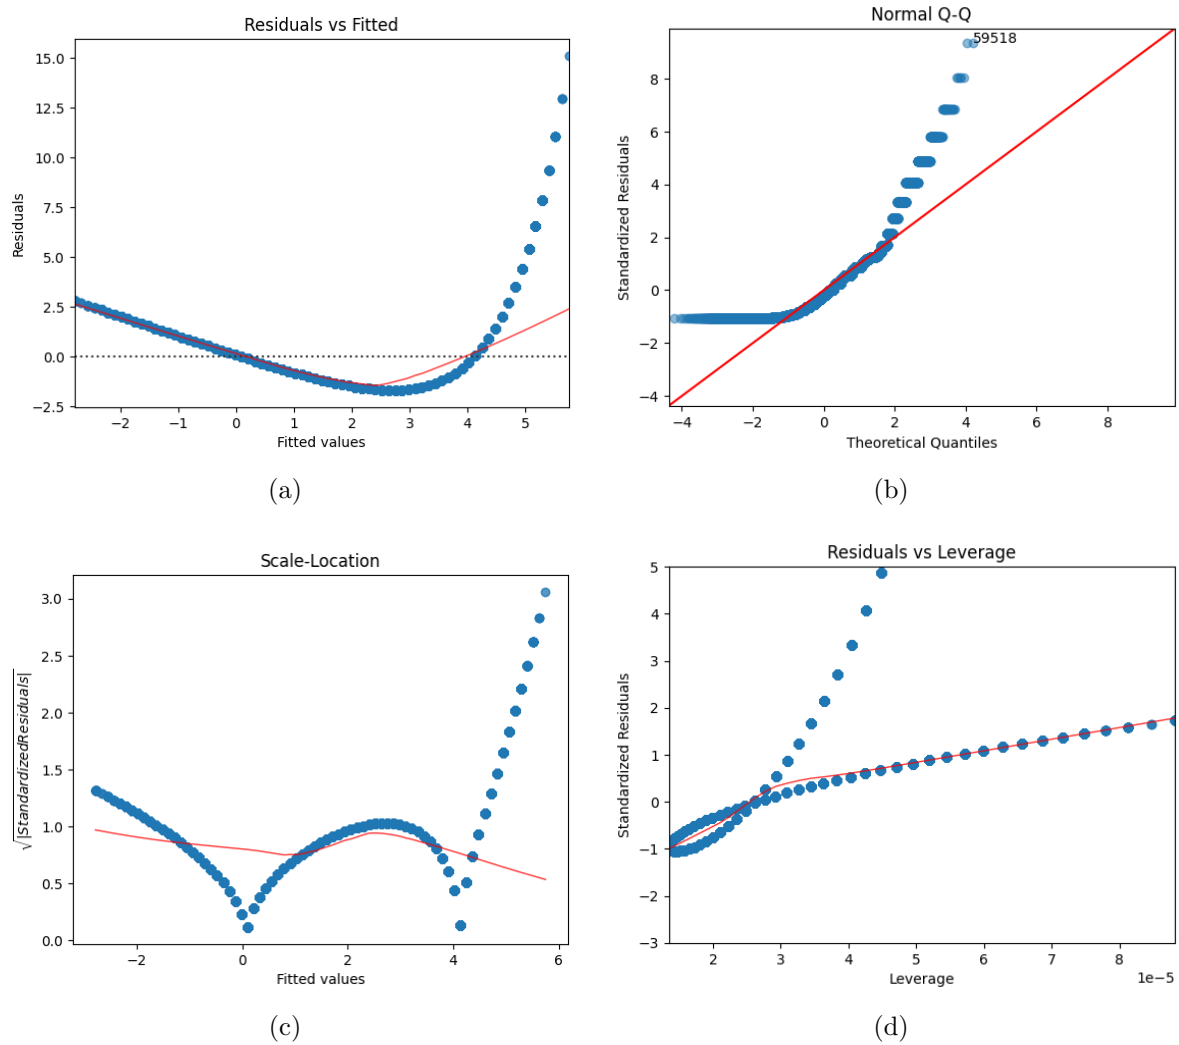 Residuals vs Fitted
15.0
12.5
10.0
7.5
5.0
2.5
0.0
−2.5
Residuals
−2 −1 0 1 2 3 4 5
Fitted values
(a)
Normal Q-Q
59518
8
6
4
2
0
−2
−4
Standardized Residuals
−4 −2 0 2 4 6 8
Theoretical Quantiles
(b)
Scale-Location
3.0
2.5
2.0
1.5
1.0
0.5
0.0
√|StandardizedResiduals|
−2 0 2 4 6
Fitted values
(c)
Residuals vs Leverage
5
4
3
2
1
0
−1
−2
−3
Standardized Residuals
2 3 4 5 6 7 8
1e−5
Leverage
(d)